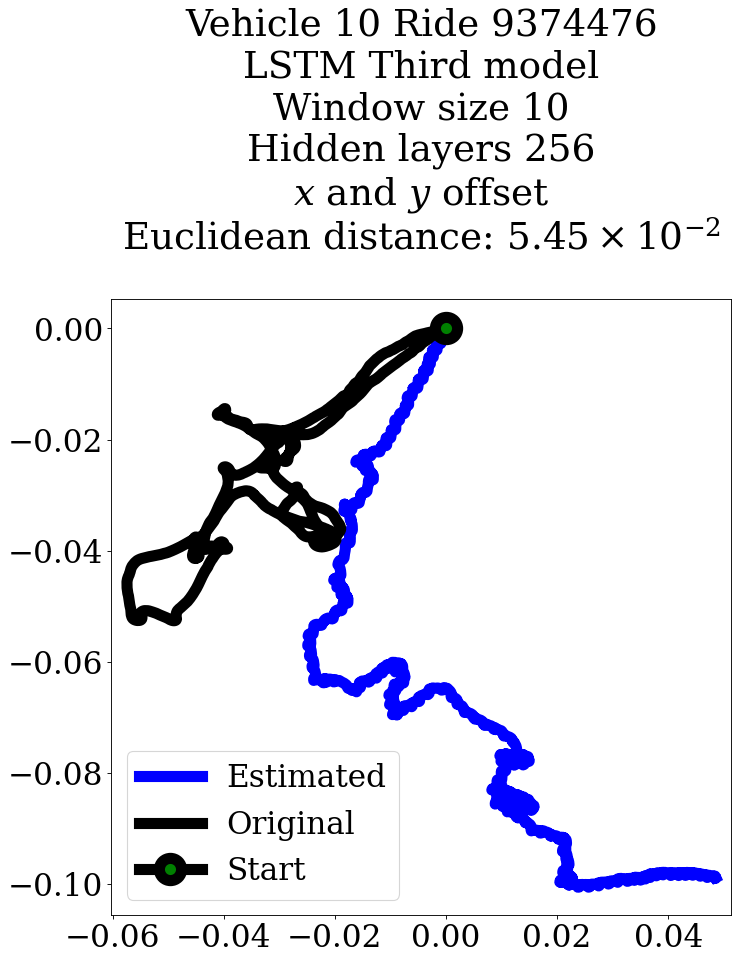 Vehicle 10 Ride 9374476
LSTM Third model
Window size 10
Hidden layers 256
x and y offset
Euclidean distance: 5.45 × 10⁻²
0.00
−0.02
−0.04
−0.06
−0.08
−0.10
Estimated
Original
Start
−0.06 −0.04 −0.02 0.00 0.02 0.04